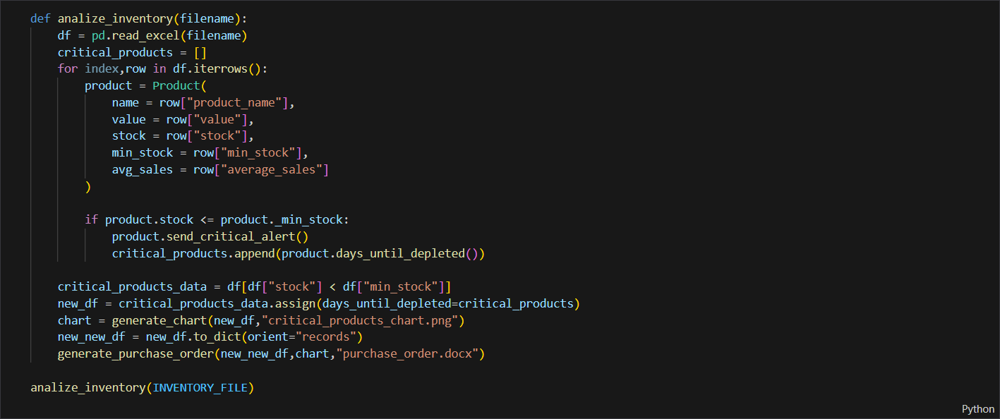 def analize_inventory(filename):
    df = pd.read_excel(filename)
    critical_products = []
    for index,row in df.iterrows():
        product = Product(
            name = row["product_name"],
            value = row["value"],
            stock = row["stock"],
            min_stock = row["min_stock"],
            avg_sales = row["average_sales"]
        )

        if product.stock <= product._min_stock:
            product.send_critical_alert()
            critical_products.append(product.days_until_depleted())

    critical_products_data = df[df["stock"] < df["min_stock"]]
    new_df = critical_products_data.assign(days_until_depleted=critical_products)
    chart = generate_chart(new_df,"critical_products_chart.png")
    new_new_df = new_df.to_dict(orient="records")
    generate_purchase_order(new_new_df,chart,"purchase_order.docx")

analize_inventory(INVENTORY_FILE)
Python